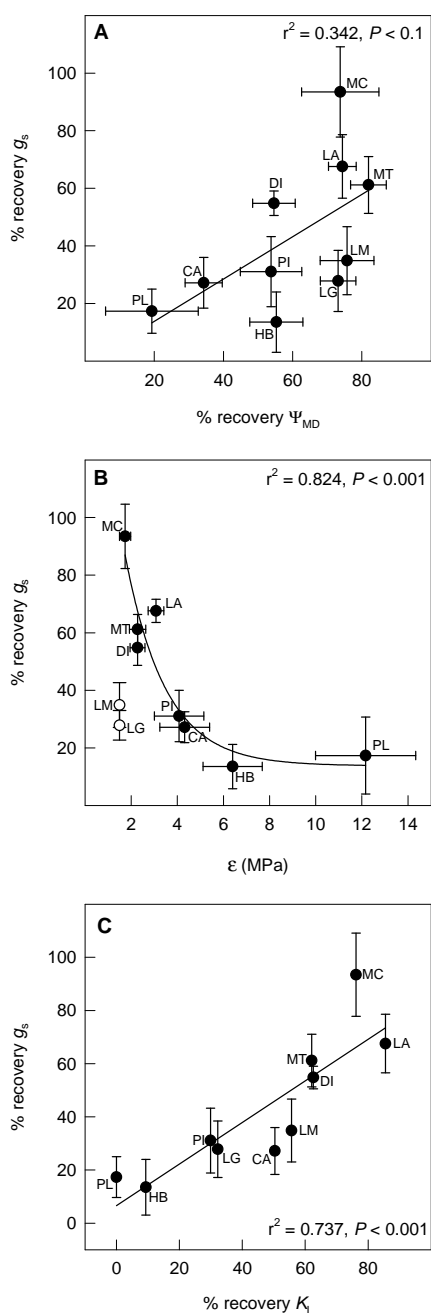 A
r² = 0.342, P < 0.1
100
80
60
40
20
% recovery gs
MC
LA
MT
DI
LM
PI
CA
LG
PL
HB
20 40 60 80 100
% recovery ΨMD
B
r² = 0.824, P < 0.001
100
80
60
40
20
% recovery gs
MC
LA
MT
DI
LM
PI
LG
CA
PL
HB
2 4 6 8 10 12 14
ε (MPa)
C
100
80
60
40
20
0
% recovery gs
MC
LA
MT
DI
LM
PI
LG
CA
PL
HB
r² = 0.737, P < 0.001
0 20 40 60 80
% recovery Kl